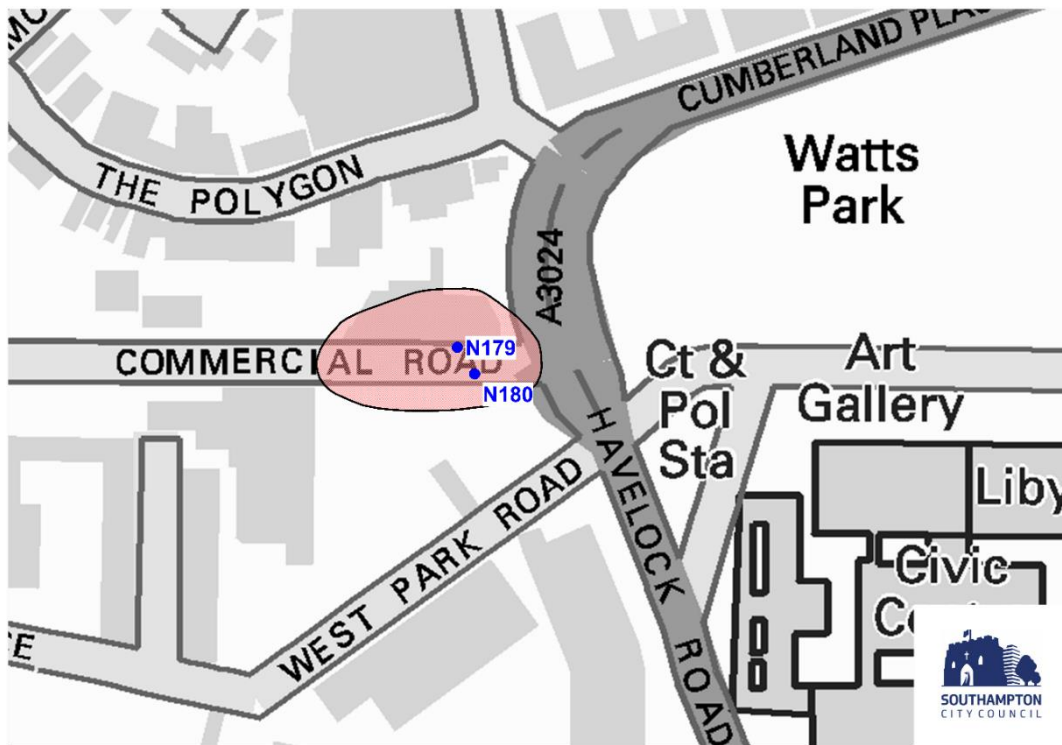 CUMBERLAND PLA
THE POLYGON
Watts
Park
A3024
N179
COMMERCIAL ROAD
N180
Ct &
Pol
Sta
Art
Gallery
HAVELOCK ROAD
Liby
WEST PARK ROAD
Civic
SOUTHAMPTON
CITY COUNCIL